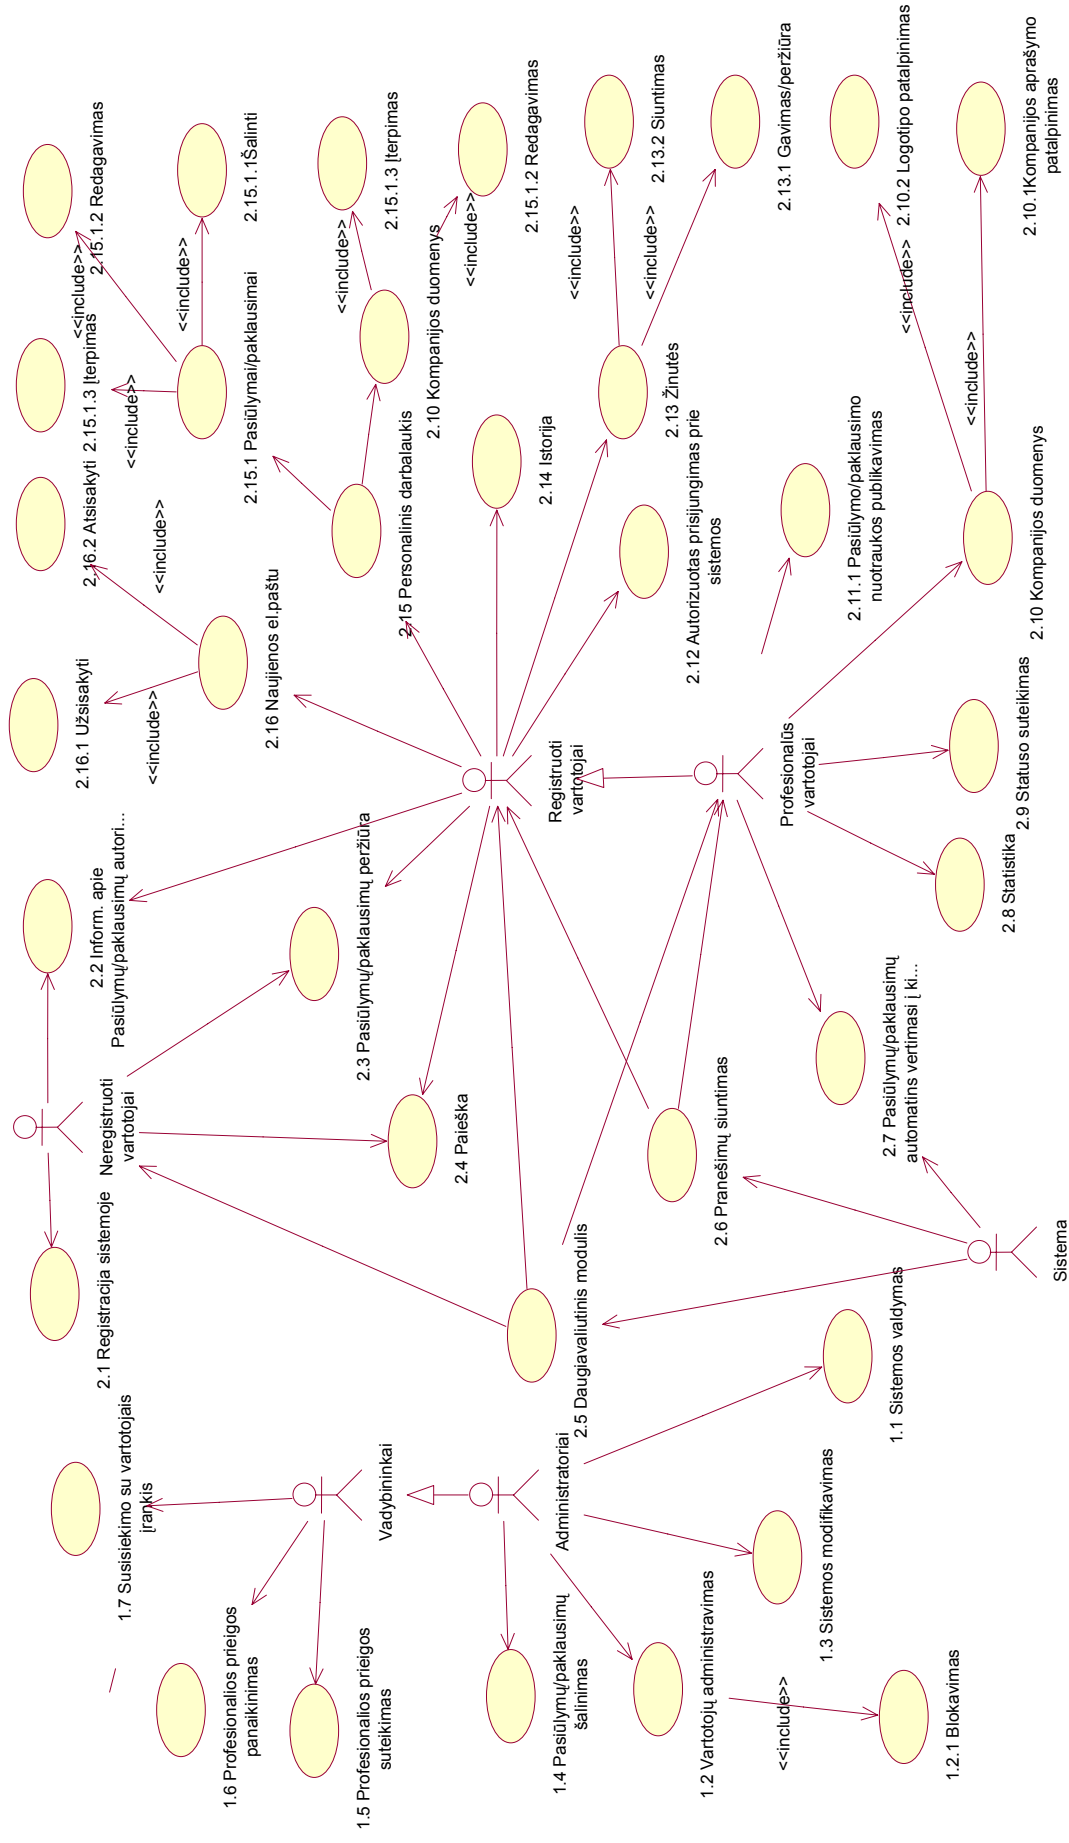 1.7 Susisiekimo su vartotojais
įrankis
2.1 Registracija sistemoje
Neregistruoti
vartotojai
2.2 Inform. apie
Pasiūlymų/paklausimų autori...
2.16.1 Užsisakyti
<<include>>
2.16.2 Atsisakyti
<<include>>
2.15.1.3 Įterpimas
<<include>>
2.15.1.2 Redagavimas
<<include>>
2.15.1.1Šalinti
<<include>>
1.6 Profesionalios prieigos
panaikinimas
2.16 Naujienos el.paštu
2.15.1 Pasiūlymai/paklausimai
1.5 Profesionalios prieigos
suteikimas
Vadybininkai
2.3 Pasiūlymų/paklausimų peržiūra
2.15 Personalinis darbalaukis
<<include>>
2.15.1.3 Įterpimas
2.10 Kompanijos duomenys
<<include>>
2.4 Paieška
2.15.1.2 Redagavimas
1.4 Pasiūlymų/paklausimų
šalinimas
Administratoriai
2.5 Daugiavaliutinis modulis
Registruoti
vartotojai
2.14 Istorija
<<include>>
2.13.2 Siuntimas
<<include>>
2.13 Žinutės
1.2 Vartotojų administravimas
<<include>>
2.6 Pranešimų siuntimas
2.12 Autorizuotas prisijungimas prie
sistemos
2.13.1 Gavimas/peržiūra
1.3 Sistemos modifikavimas
Profesionalūs
vartotojai
2.11.1 Pasiūlymo/paklausimo
nuotraukos publikavimas
1.1 Sistemos valdymas
2.7 Pasiūlymų/paklausimų
automatins vertimasi į ki...
<<include>>
2.10.2 Logotipo patalpinimas
1.2.1 Blokavimas
<<include>>
2.8 Statistika
2.9 Statuso suteikimas
2.10 Kompanijos duomenys
2.10.1Kompanijos aprašymo
patalpinimas
Sistema